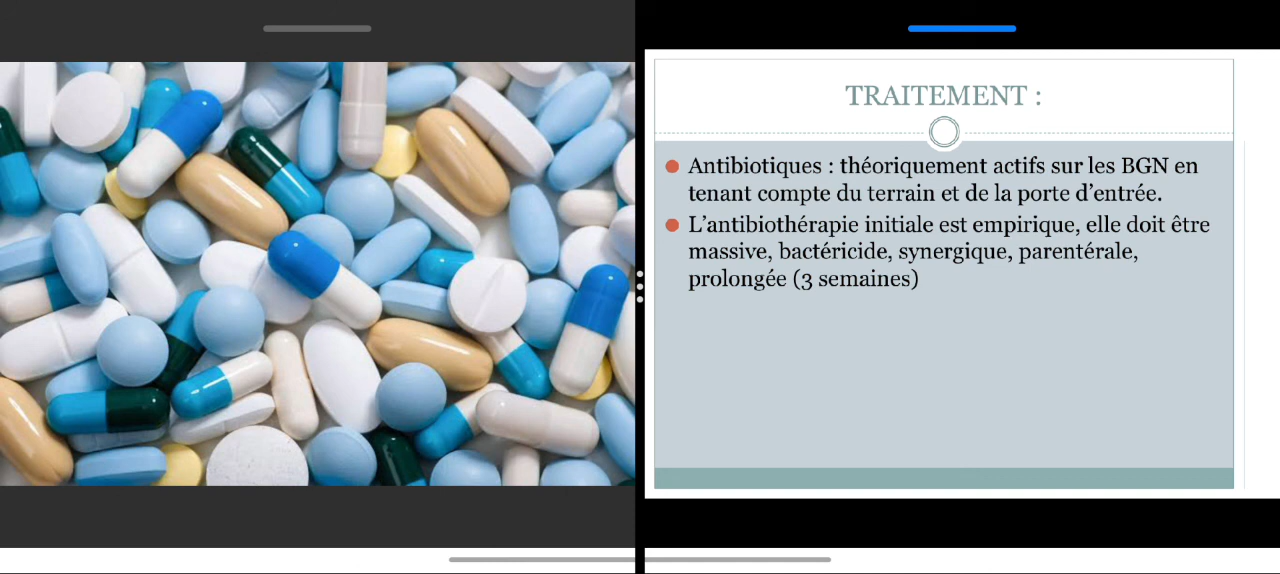 TRAITEMENT :
Antibiotiques : théoriquement actifs sur les BGN en
tenant compte du terrain et de la porte d’entrée.
L’antibiothérapie initiale est empirique, elle doit être
massive, bactéricide, synergique, parentérale,
prolongée (3 semaines)